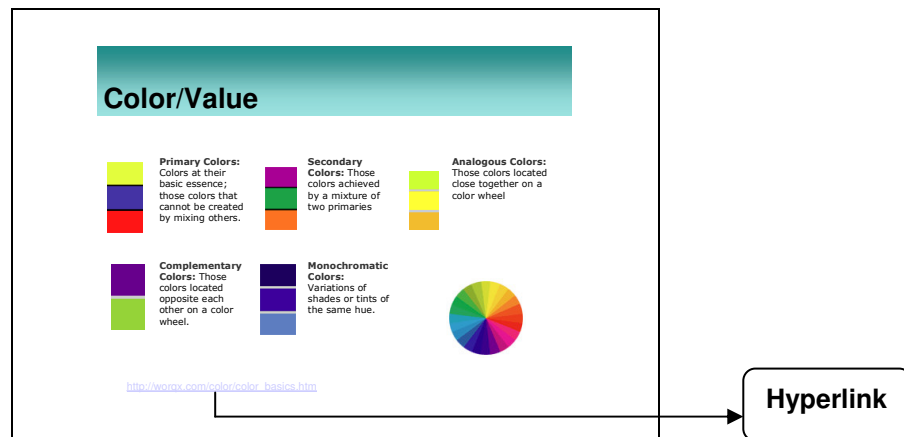 Color/Value
Primary Colors:
Colors at their
basic essence;
those colors that
cannot be created
by mixing others.
Secondary
Colors: Those
colors achieved
by a mixture of
two primaries
Analogous Colors:
Those colors located
close together on a
color wheel
Complementary
Colors: Those
colors located
opposite each
other on a color
wheel.
Monochromatic
Colors:
Variations of
shades or tints of
the same hue.
http://worqx.com/color/color_basics.htm
Hyperlink